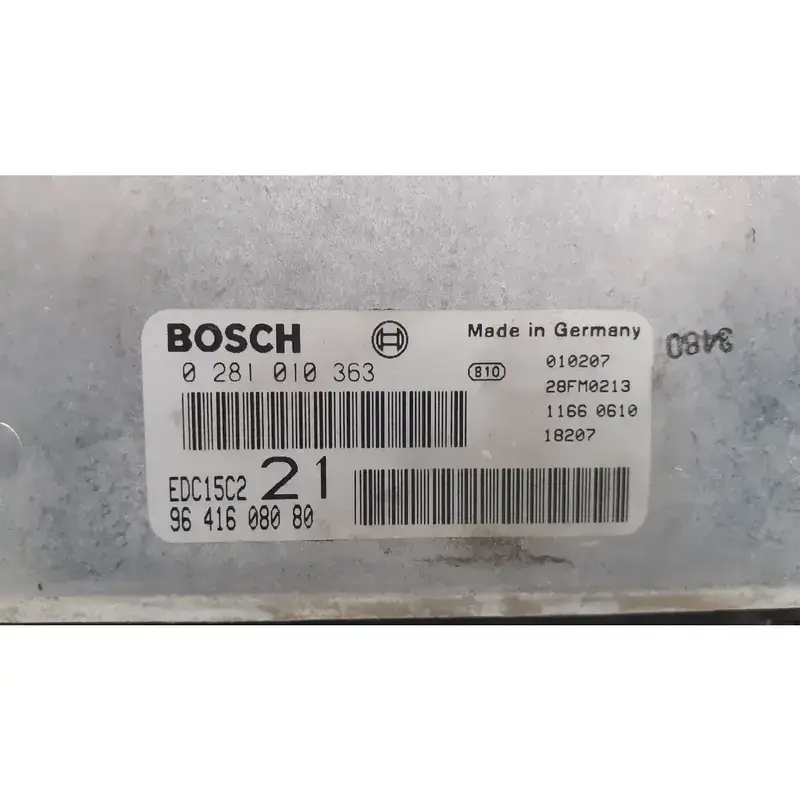 BOSCH
Made in Germany
0 281 010 363
810
010207
28FM0213
1166 0610
18207
EDC15C2 21
96 416 080 80
3480